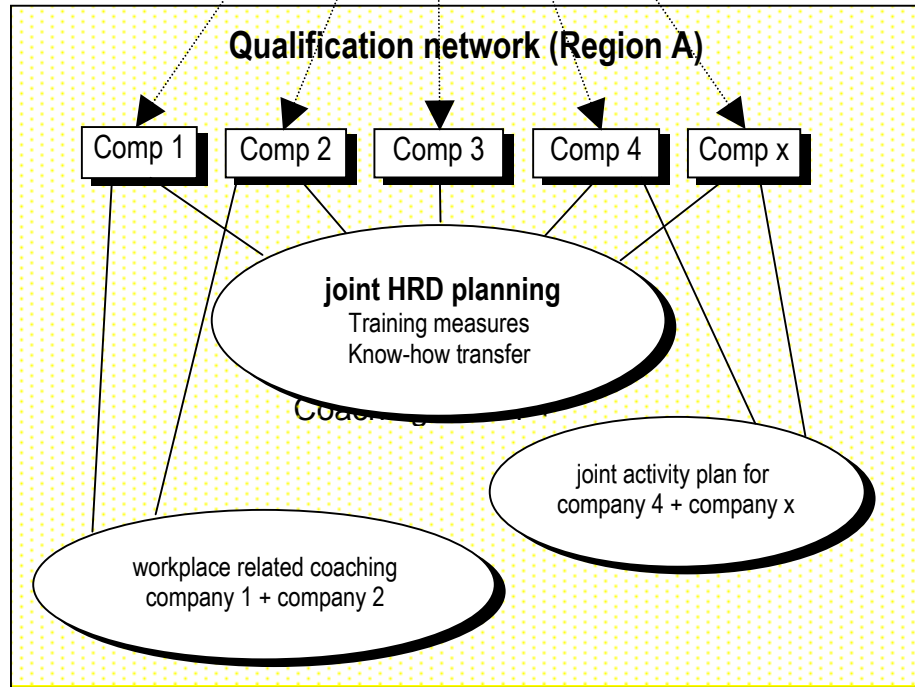 Qualification network (Region A)
Comp 1 Comp 2 Comp 3 Comp 4 Comp x
joint HRD planning
Training measures
Know-how transfer
joint activity plan for
company 4 + company x
workplace related coaching
company 1 + company 2